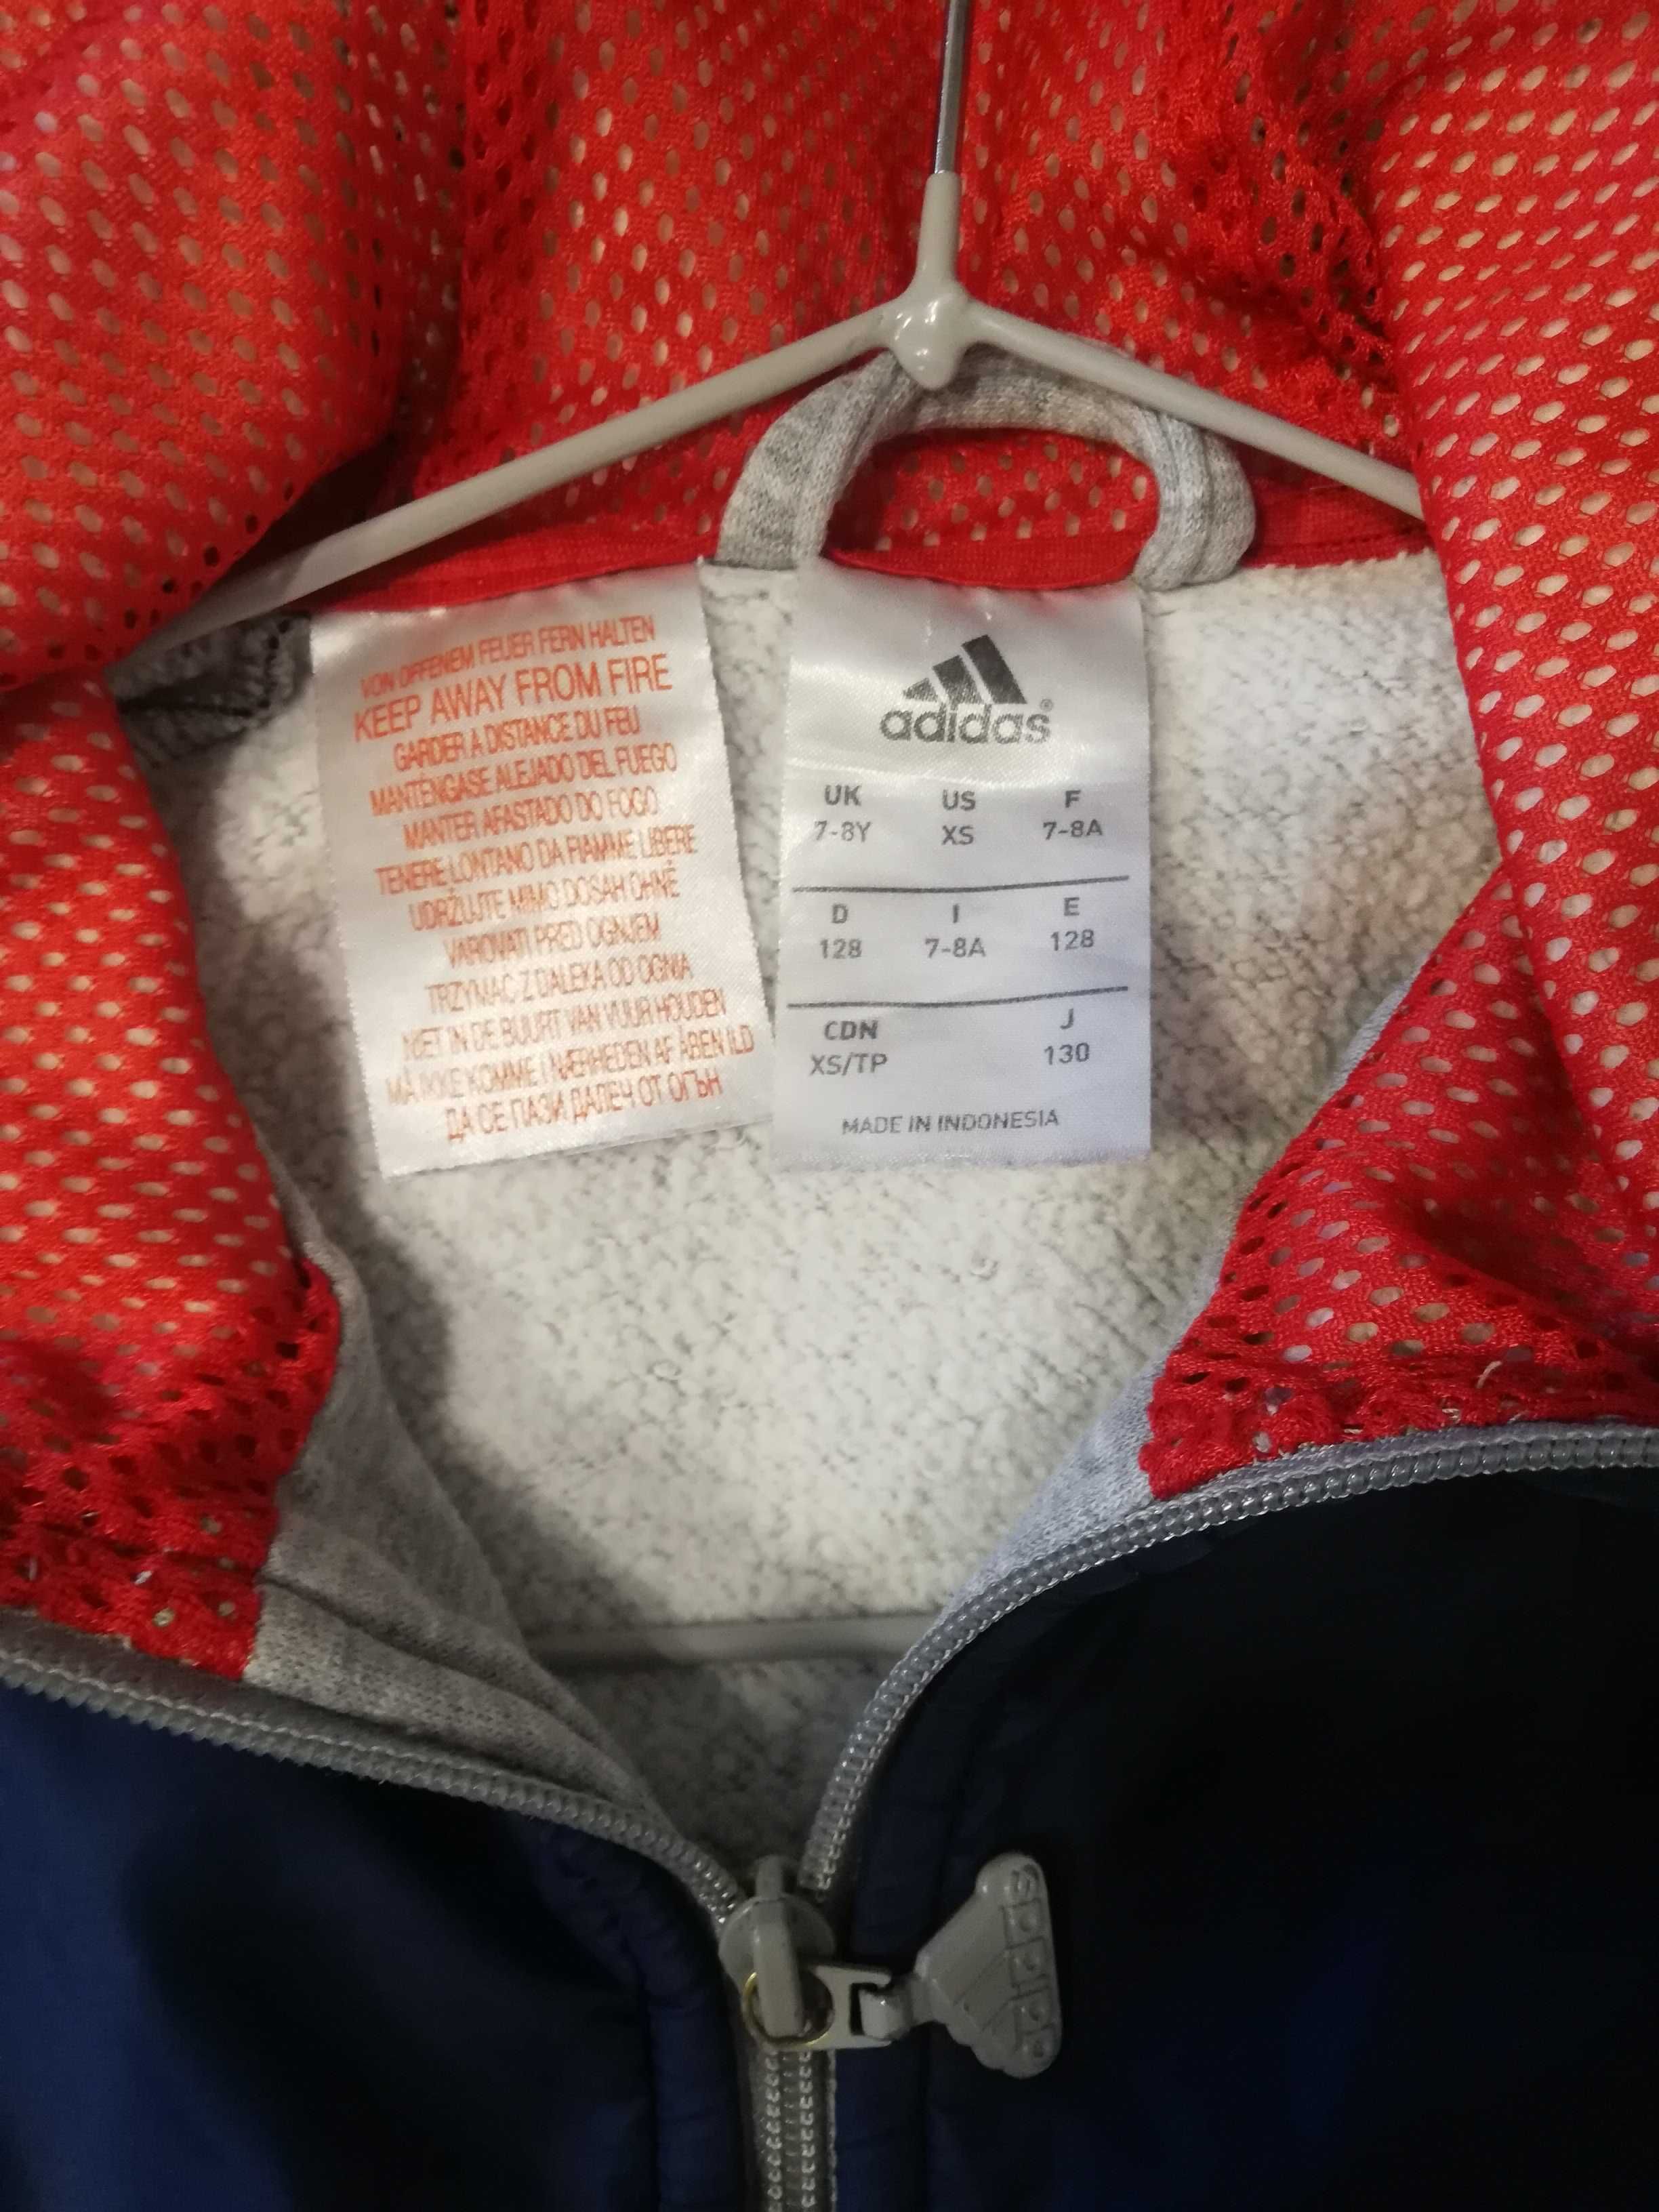 VON OFFENEM FEUER FERN HALTEN
KEEP AWAY FROM FIRE
GARDER A DISTANCE DU FEU
MANTÉNGASE ALEJADO DEL FUEGO
MANTER AFASTADO DO FOGO
TENERE LONTANO DA FIAMME LIBERE
UDRŽUJTE MIMO DOSAH OHNĚ
VAROVATI PRED OGNJEM
TRZYMAĆ Z DALEKA OD OGNIA
NIET IN DE BUURT VAN VUUR HOUDEN
MÅ IKKE KOMME I NÆRHEDEN AF ÅBEN ILD
ДА СЕ ПАЗИ ДАЛЕЧ ОТ ОГЪН
adidas®
UK US F
7-8Y XS 7-8A
D I E
128 7-8A 128
CDN J
XS/TP 130
MADE IN INDONESIA
adidas